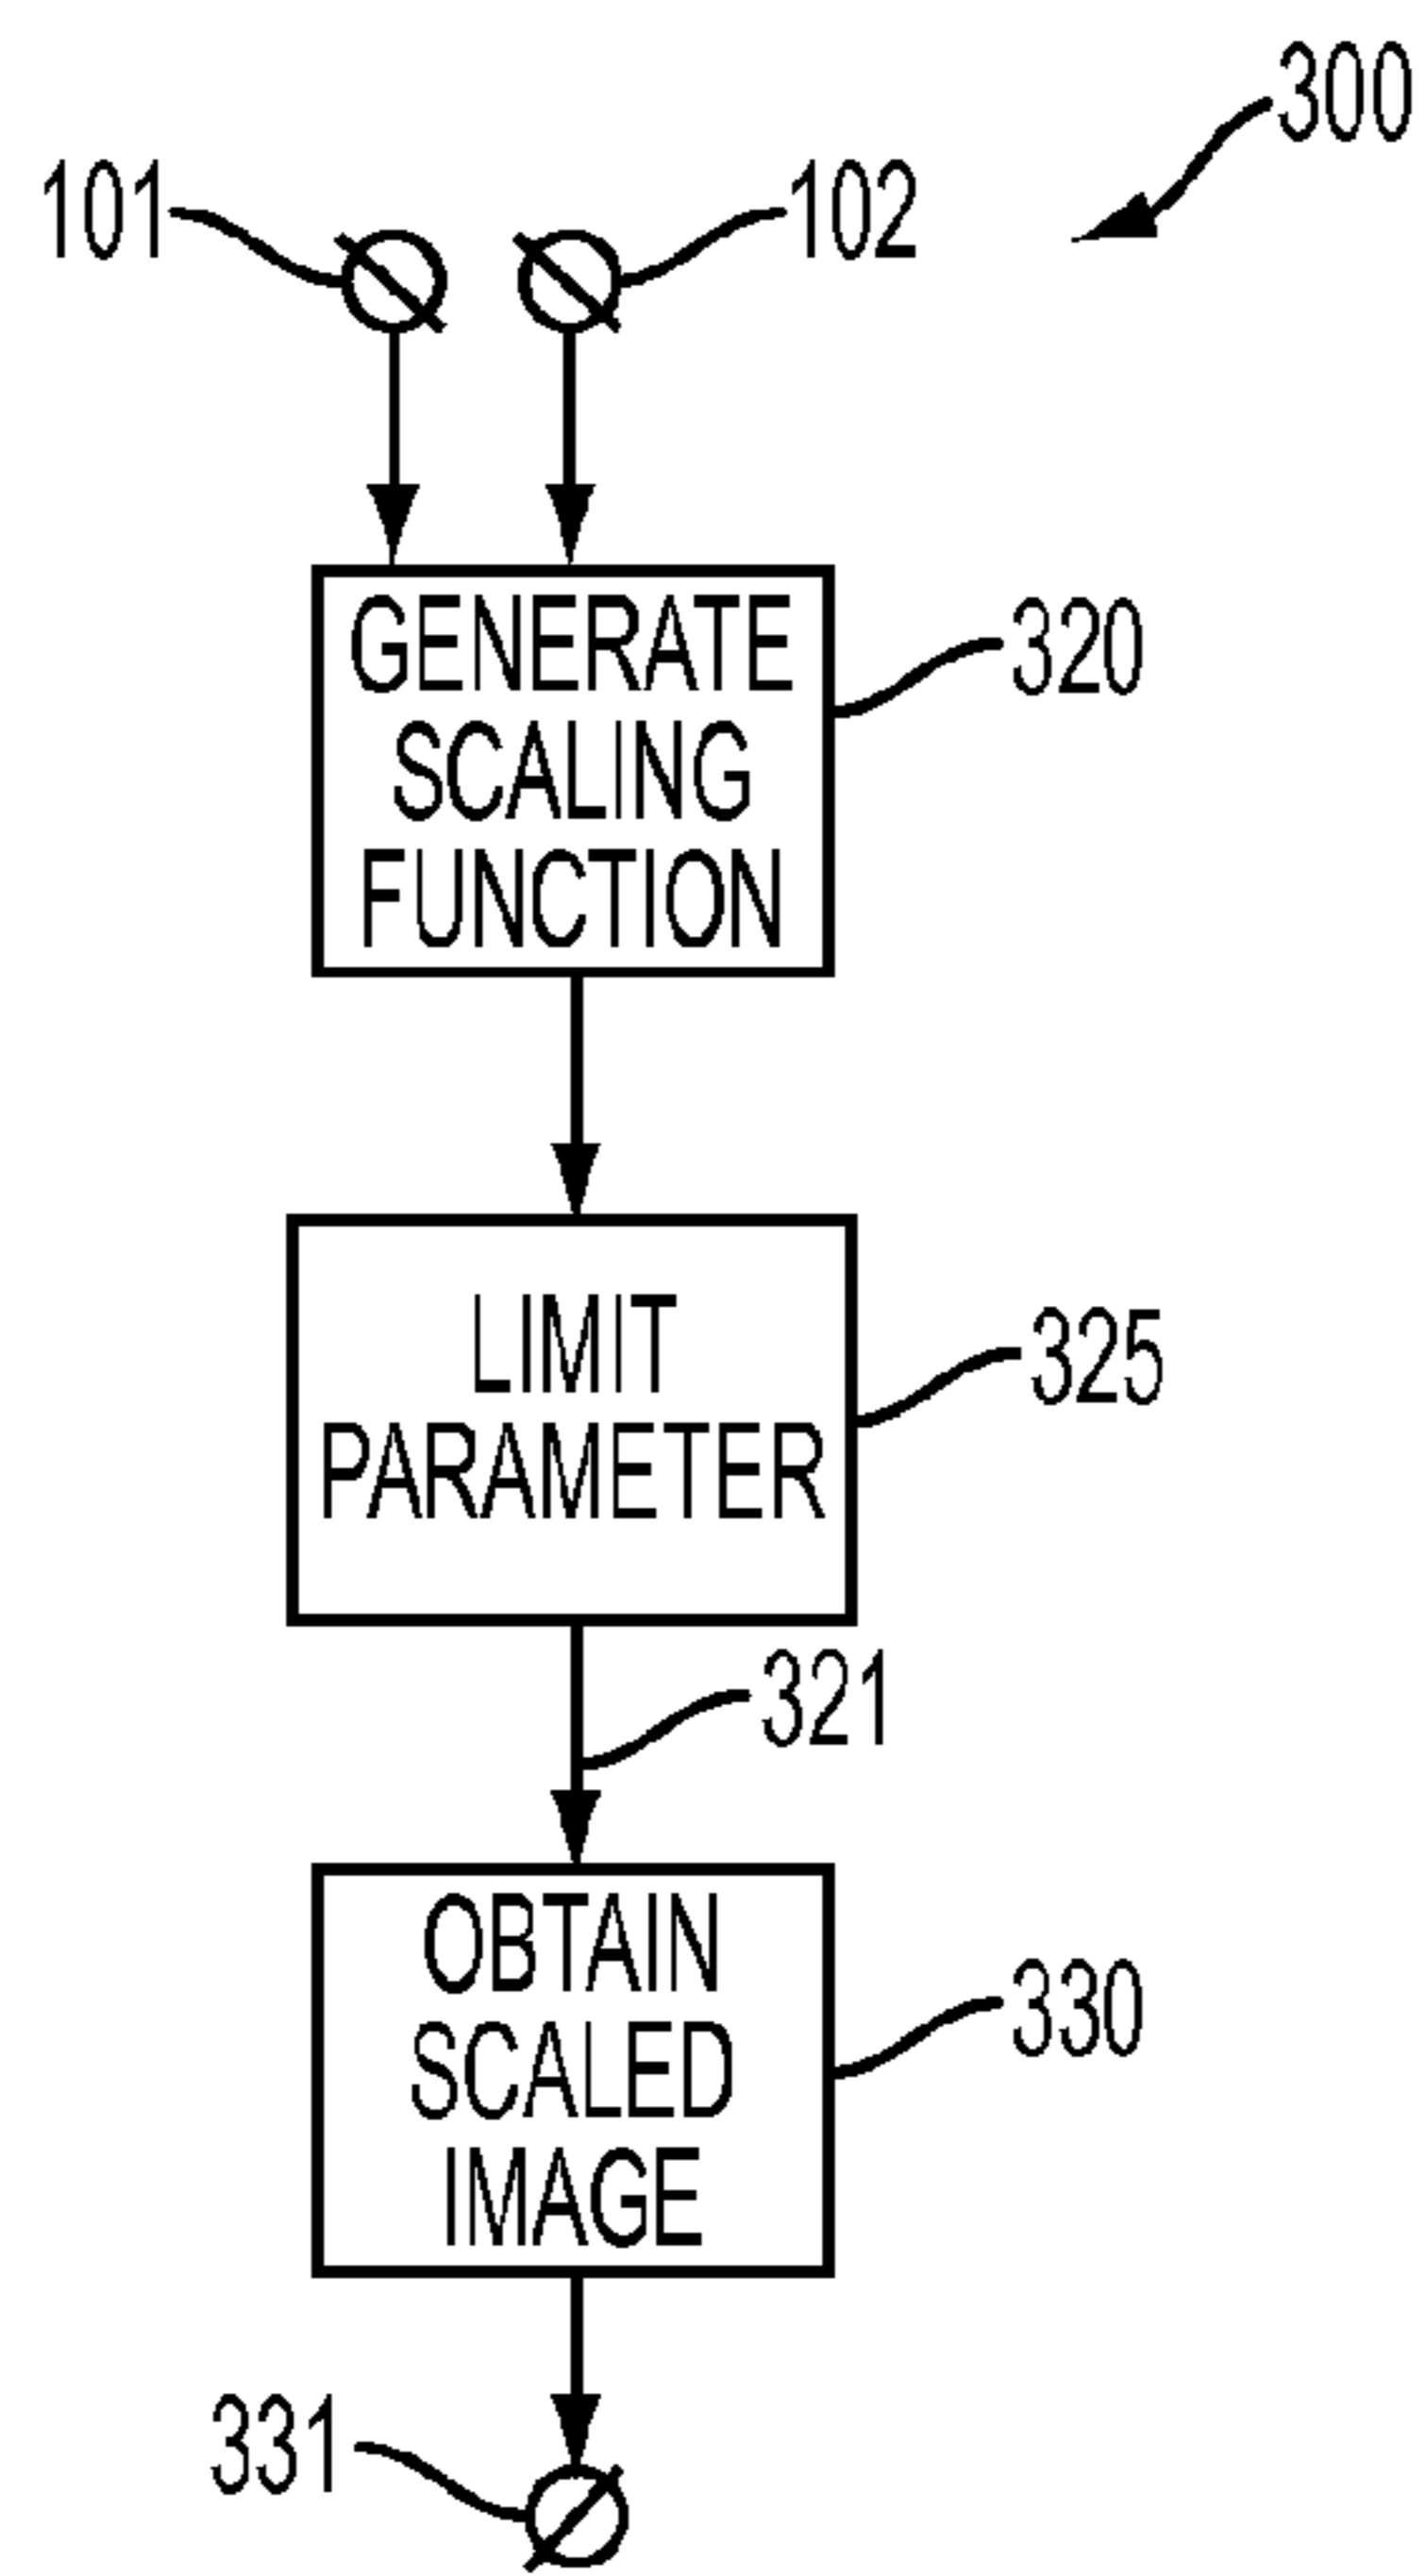 300
101
102
GENERATE
SCALING
FUNCTION
320
LIMIT
PARAMETER
325
321
OBTAIN
SCALED
IMAGE
330
331